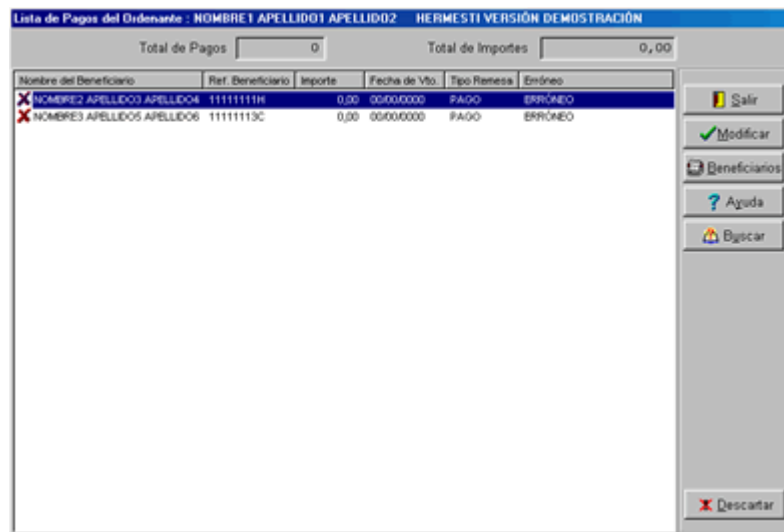 Lista de Pagos del Ordenante : NOMBRE1 APELLIDO1 APELLIDO2 HERMESTI VERSIÓN DEMOSTRACIÓN
Total de Pagos 0 Total de Importes 0,00
Nombre del Beneficiario Ref. Beneficiario Importe Fecha de Vto. Tipo Remesa Erróneo
NOMBRE2 APELLIDO3 APELLIDO4 11111111H 0,00 00/00/0000 PAGO ERRÓNEO
NOMBRE3 APELLIDO5 APELLIDO6 11111113C 0,00 00/00/0000 PAGO ERRÓNEO
Salir
Modificar
Beneficiarios
Ayuda
Buscar
Descartar